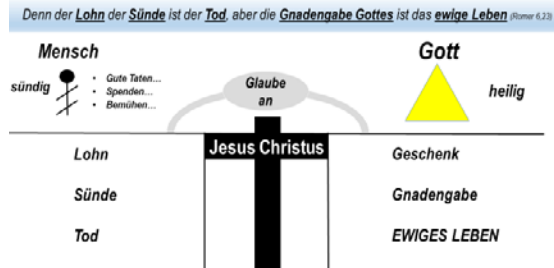 Denn der Lohn der Sünde ist der Tod, aber die Gnadengabe Gottes ist das ewige Leben (Römer 6,23)
Mensch
Gott
sündig
• Gute Taten...
• Spenden...
• Bemühen...
Glaube
an
heilig
Jesus Christus
Lohn
Geschenk
Sünde
Gnadengabe
Tod
EWIGES LEBEN